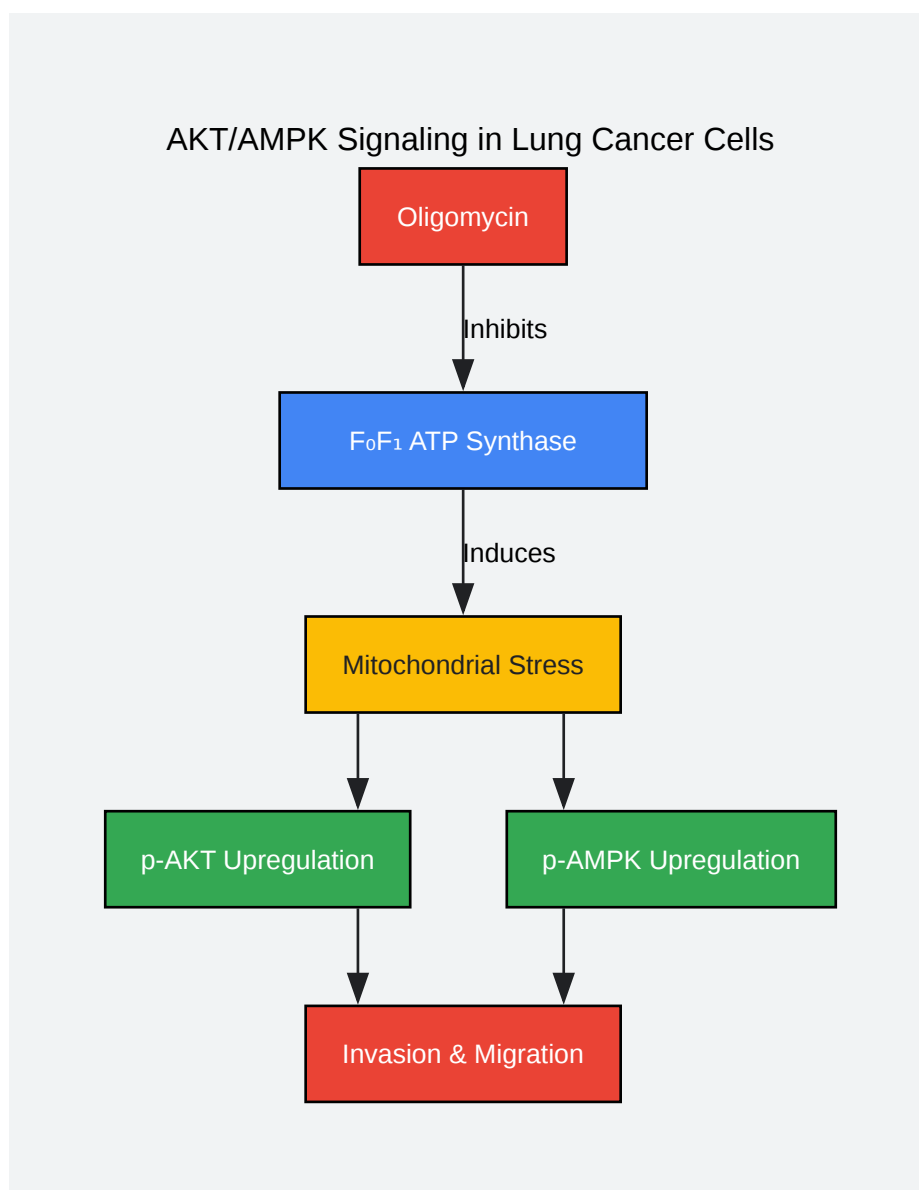 AKT/AMPK Signaling in Lung Cancer Cells
Oligomycin
Inhibits
F₀F₁ ATP Synthase
Induces
Mitochondrial Stress
p-AKT Upregulation
p-AMPK Upregulation
Invasion & Migration